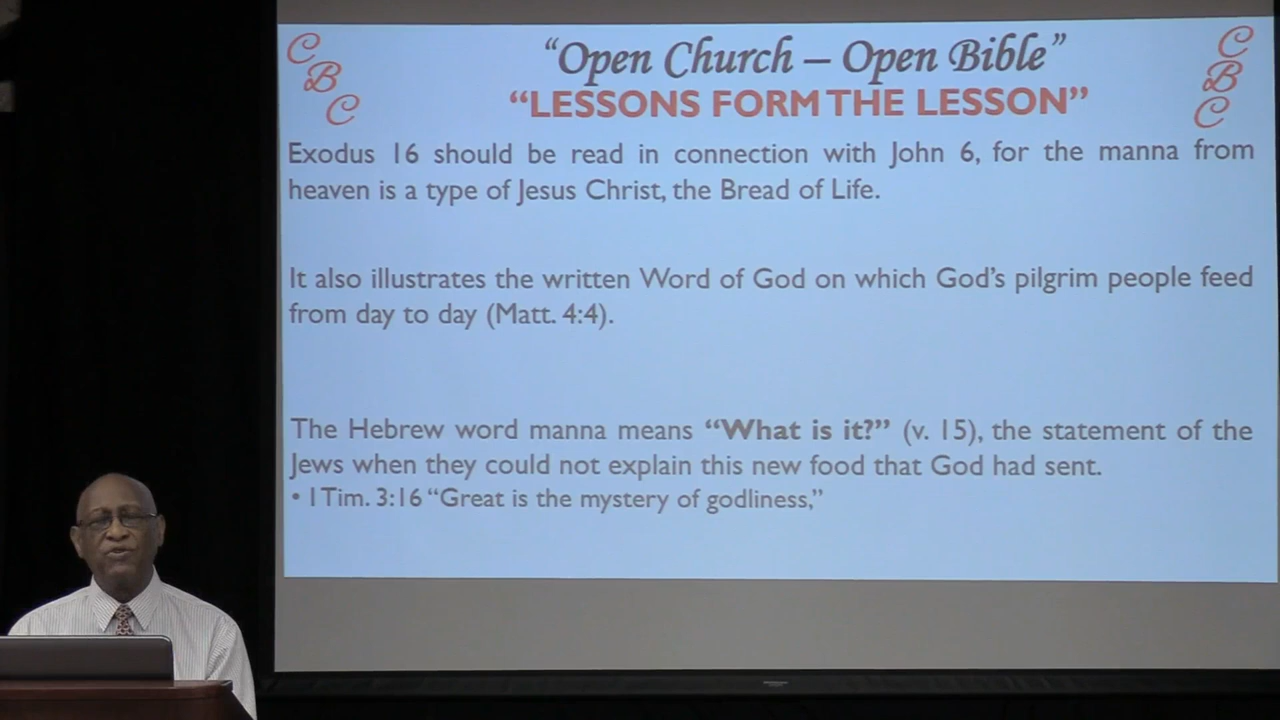 C
B
C
“Open Church – Open Bible”
“LESSONS FORM THE LESSON”
C
B
C
Exodus 16 should be read in connection with John 6, for the manna from
heaven is a type of Jesus Christ, the Bread of Life.
It also illustrates the written Word of God on which God’s pilgrim people feed
from day to day (Matt. 4:4).
The Hebrew word manna means “What is it?” (v. 15), the statement of the
Jews when they could not explain this new food that God had sent.
• 1Tim. 3:16 “Great is the mystery of godliness,”